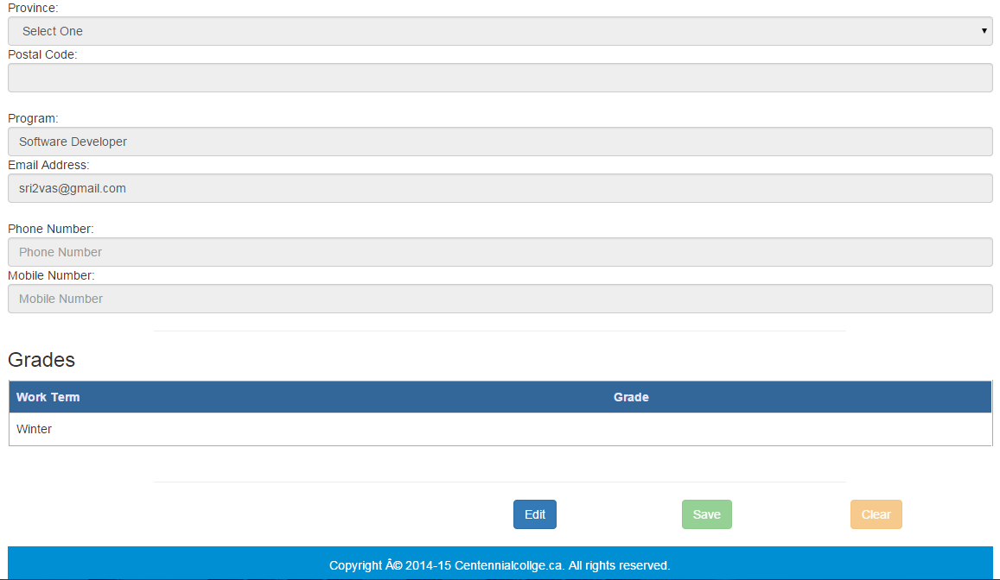 Province:
Select One
Postal Code:
Program:
Software Developer
Email Address:
sri2vas@gmail.com
Phone Number:
Phone Number
Mobile Number:
Mobile Number
Grades
Work Term Grade
Winter
Edit Save Clear
Copyright Â© 2014-15 Centennialcollge.ca. All rights reserved.